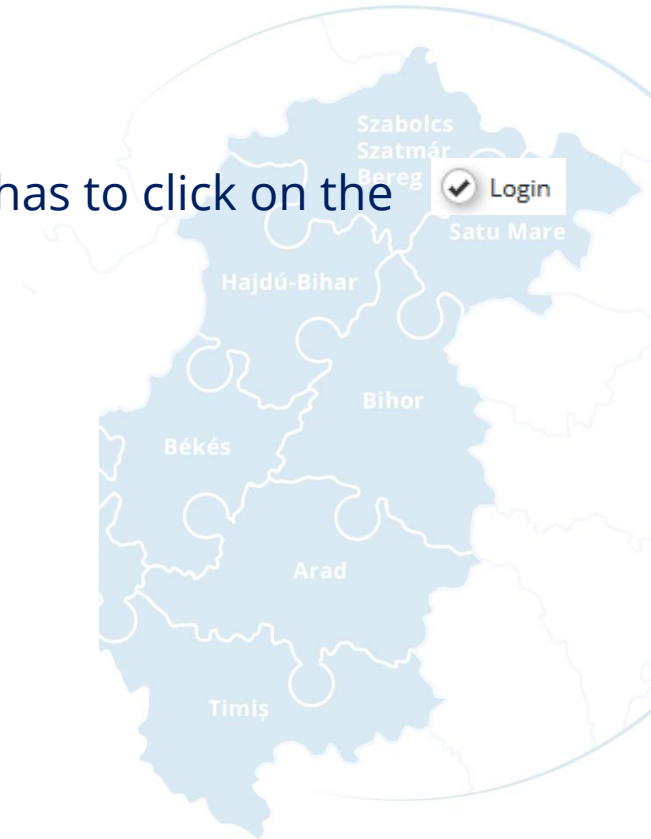 Szabolcs
Szatmár
Bereg
has to click on the Login
Satu Mare
Hajdú-Bihar
Bihor
Békés
Arad
Timiș